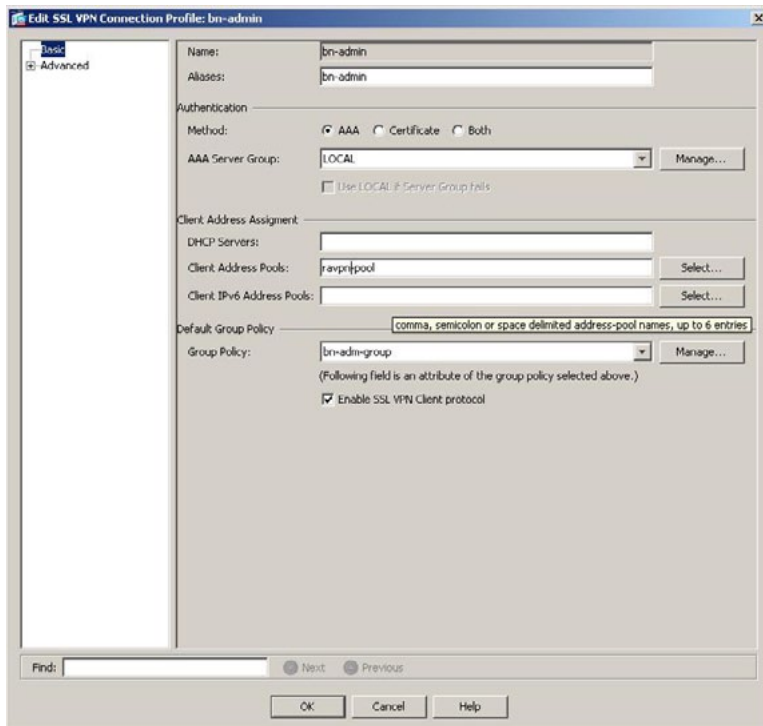 Edit SSL VPN Connection Profile: bn-admin
Basic
Advanced
Name: bn-admin
Aliases: bn-admin
Authentication
Method: AAA Certificate Both
AAA Server Group: LOCAL Manage...
Use LOCAL if Server Group fails
Client Address Assigment
DHCP Servers:
Client Address Pools: ravpn-pool Select...
Client IPv6 Address Pools: Select...
comma, semicolon or space delimited address-pool names, up to 6 entries
Default Group Policy
Group Policy: bn-adm-group Manage...
(Following field is an attribute of the group policy selected above.)
Enable SSL VPN Client protocol
Find: Next Previous
OK Cancel Help